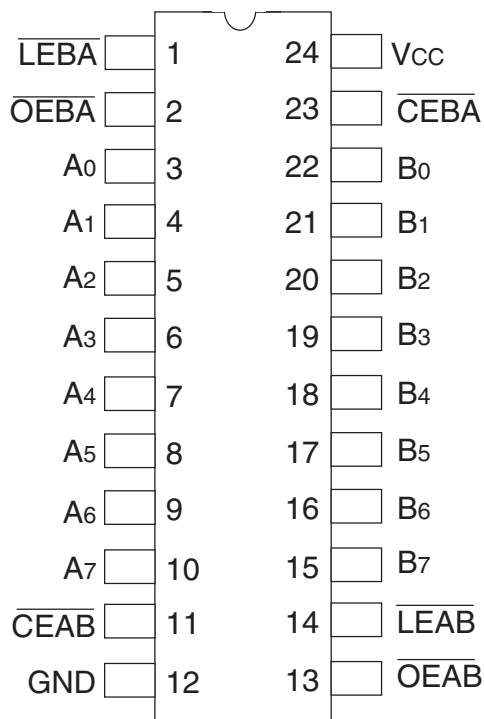 LEBA 1 24 VCC
OEBA 2 23 CEBA
A0 3 22 B0
A1 4 21 B1
A2 5 20 B2
A3 6 19 B3
A4 7 18 B4
A5 8 17 B5
A6 9 16 B6
A7 10 15 B7
CEAB 11 14 LEAB
GND 12 13 OEAB